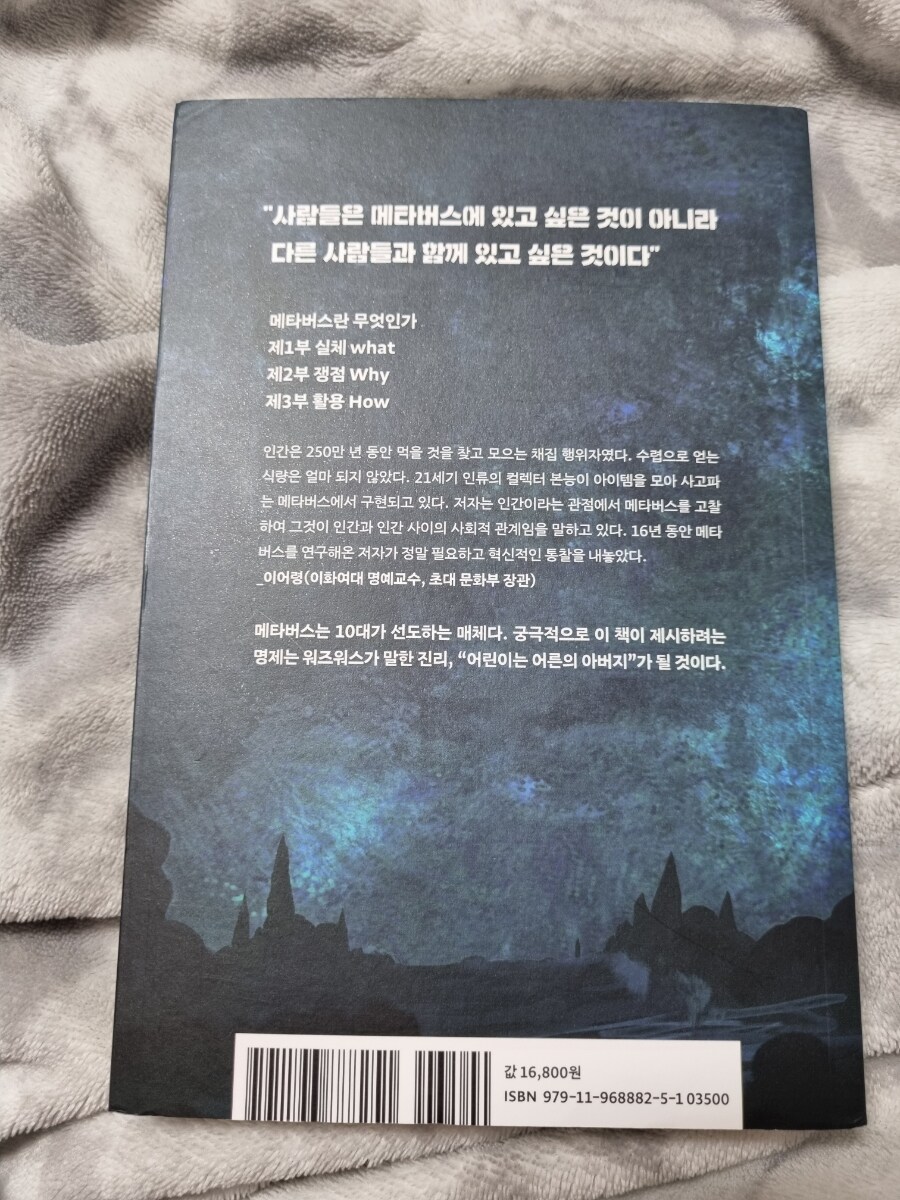 "사람들은 메타버스에 있고 싶은 것이 아니라
다른 사람들과 함께 있고 싶은 것이다"
메타버스란 무엇인가
제1부 실체 what
제2부 쟁점 Why
제3부 활용 How
인간은 250만 년 동안 먹을 것을 찾고 모으는 채집 행위자였다. 수렵으로 얻는
식량은 얼마 되지 않았다. 21세기 인류의 컬렉터 본능이 아이템을 모아 사고파
는 메타버스에서 구현되고 있다. 저자는 인간이라는 관점에서 메타버스를 고찰
하여 그것이 인간과 인간 사이의 사회적 관계임을 말하고 있다. 16년 동안 메타
버스를 연구해온 저자가 정말 필요하고 혁신적인 통찰을 내놓았다.
_이어령(이화여대 명예교수, 초대 문화부 장관)
메타버스는 10대가 선도하는 매체다. 궁극적으로 이 책이 제시하려는
명제는 워즈워스가 말한 진리, “어린이는 어른의 아버지”가 될 것이다.
값 16,800원
ISBN 979-11-968882-5-1 03500